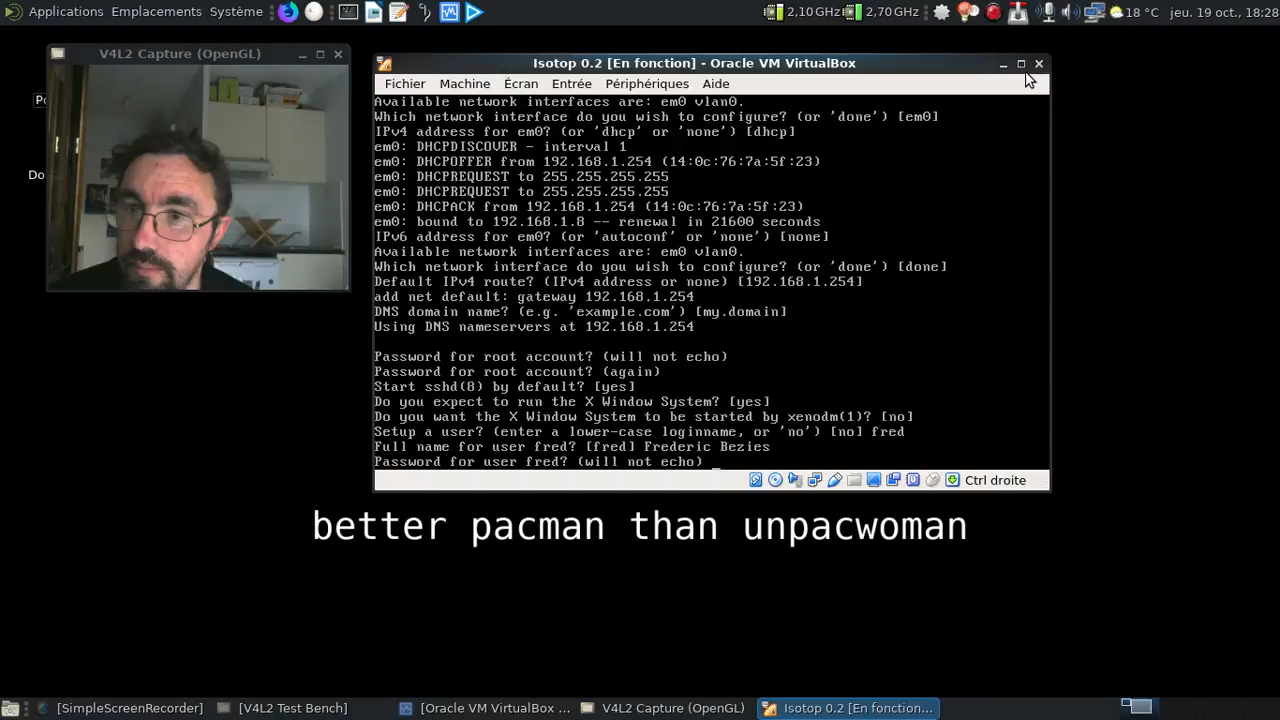 Applications Emplacements Système
2,10 GHz 2,70 GHz 18 °C jeu. 19 oct., 18:28
V4L2 Capture (OpenGL)
Isotop 0.2 [En fonction] - Oracle VM VirtualBox
Fichier Machine Écran Entrée Périphériques Aide
Available network interfaces are: em0 vlan0.
Which network interface do you wish to configure? (or 'done') [em0]
IPv4 address for em0? (or 'dhcp' or 'none') [dhcp]
em0: DHCPDISCOVER - interval 1
em0: DHCPOFFER from 192.168.1.254 (14:0c:76:7a:5f:23)
em0: DHCPREQUEST to 255.255.255.255
em0: DHCPREQUEST to 255.255.255.255
em0: DHCPACK from 192.168.1.254 (14:0c:76:7a:5f:23)
em0: bound to 192.168.1.8 -- renewal in 21600 seconds
IPv6 address for em0? (or 'autoconf' or 'none') [none]
Available network interfaces are: em0 vlan0.
Which network interface do you wish to configure? (or 'done') [done]
Default IPv4 route? (IPv4 address or none) [192.168.1.254]
add net default: gateway 192.168.1.254
DNS domain name? (e.g. 'example.com') [my.domain]
Using DNS nameservers at 192.168.1.254
Password for root account? (will not echo)
Password for root account? (again)
Start sshd(8) by default? [yes]
Do you expect to run the X Window System? [yes]
Do you want the X Window System to be started by xenodm(1)? [no]
Setup a user? (enter a lower-case loginname, or 'no') [no] fred
Full name for user fred? [fred] Frederic Bezies
Password for user fred? (will not echo) _
Ctrl droite
better pacman than unpacwoman
[SimpleScreenRecorder] [V4L2 Test Bench] [Oracle VM VirtualBox ... V4L2 Capture (OpenGL) Isotop 0.2 [En fonction...